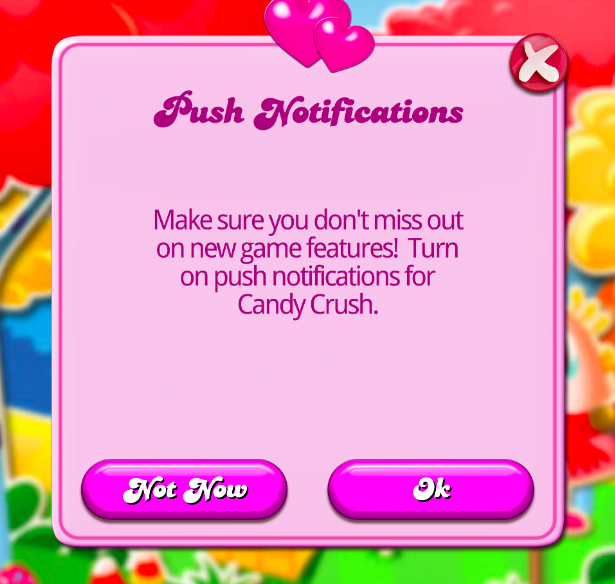 Push Notifications
Make sure you don't miss out
on new game features!  Turn
on push notifications for
Candy Crush.
Not Now
Ok